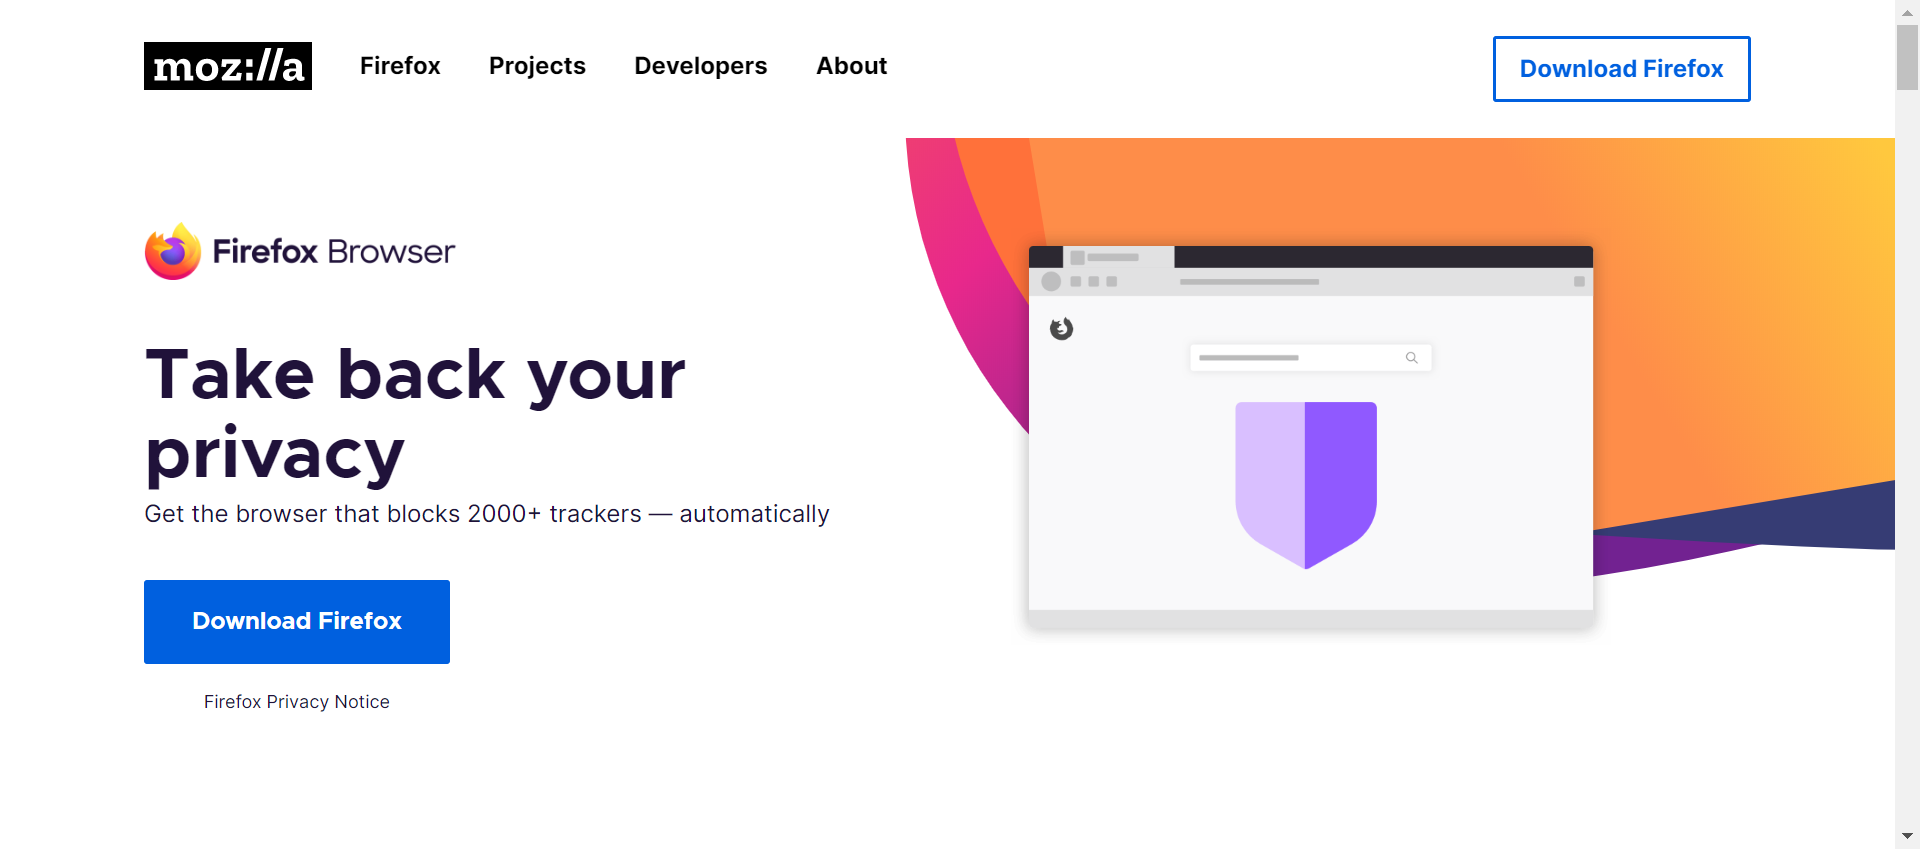 moz://a
Firefox
Projects
Developers
About
Download Firefox
Firefox Browser
Take back your
privacy
Get the browser that blocks 2000+ trackers — automatically
Download Firefox
Firefox Privacy Notice